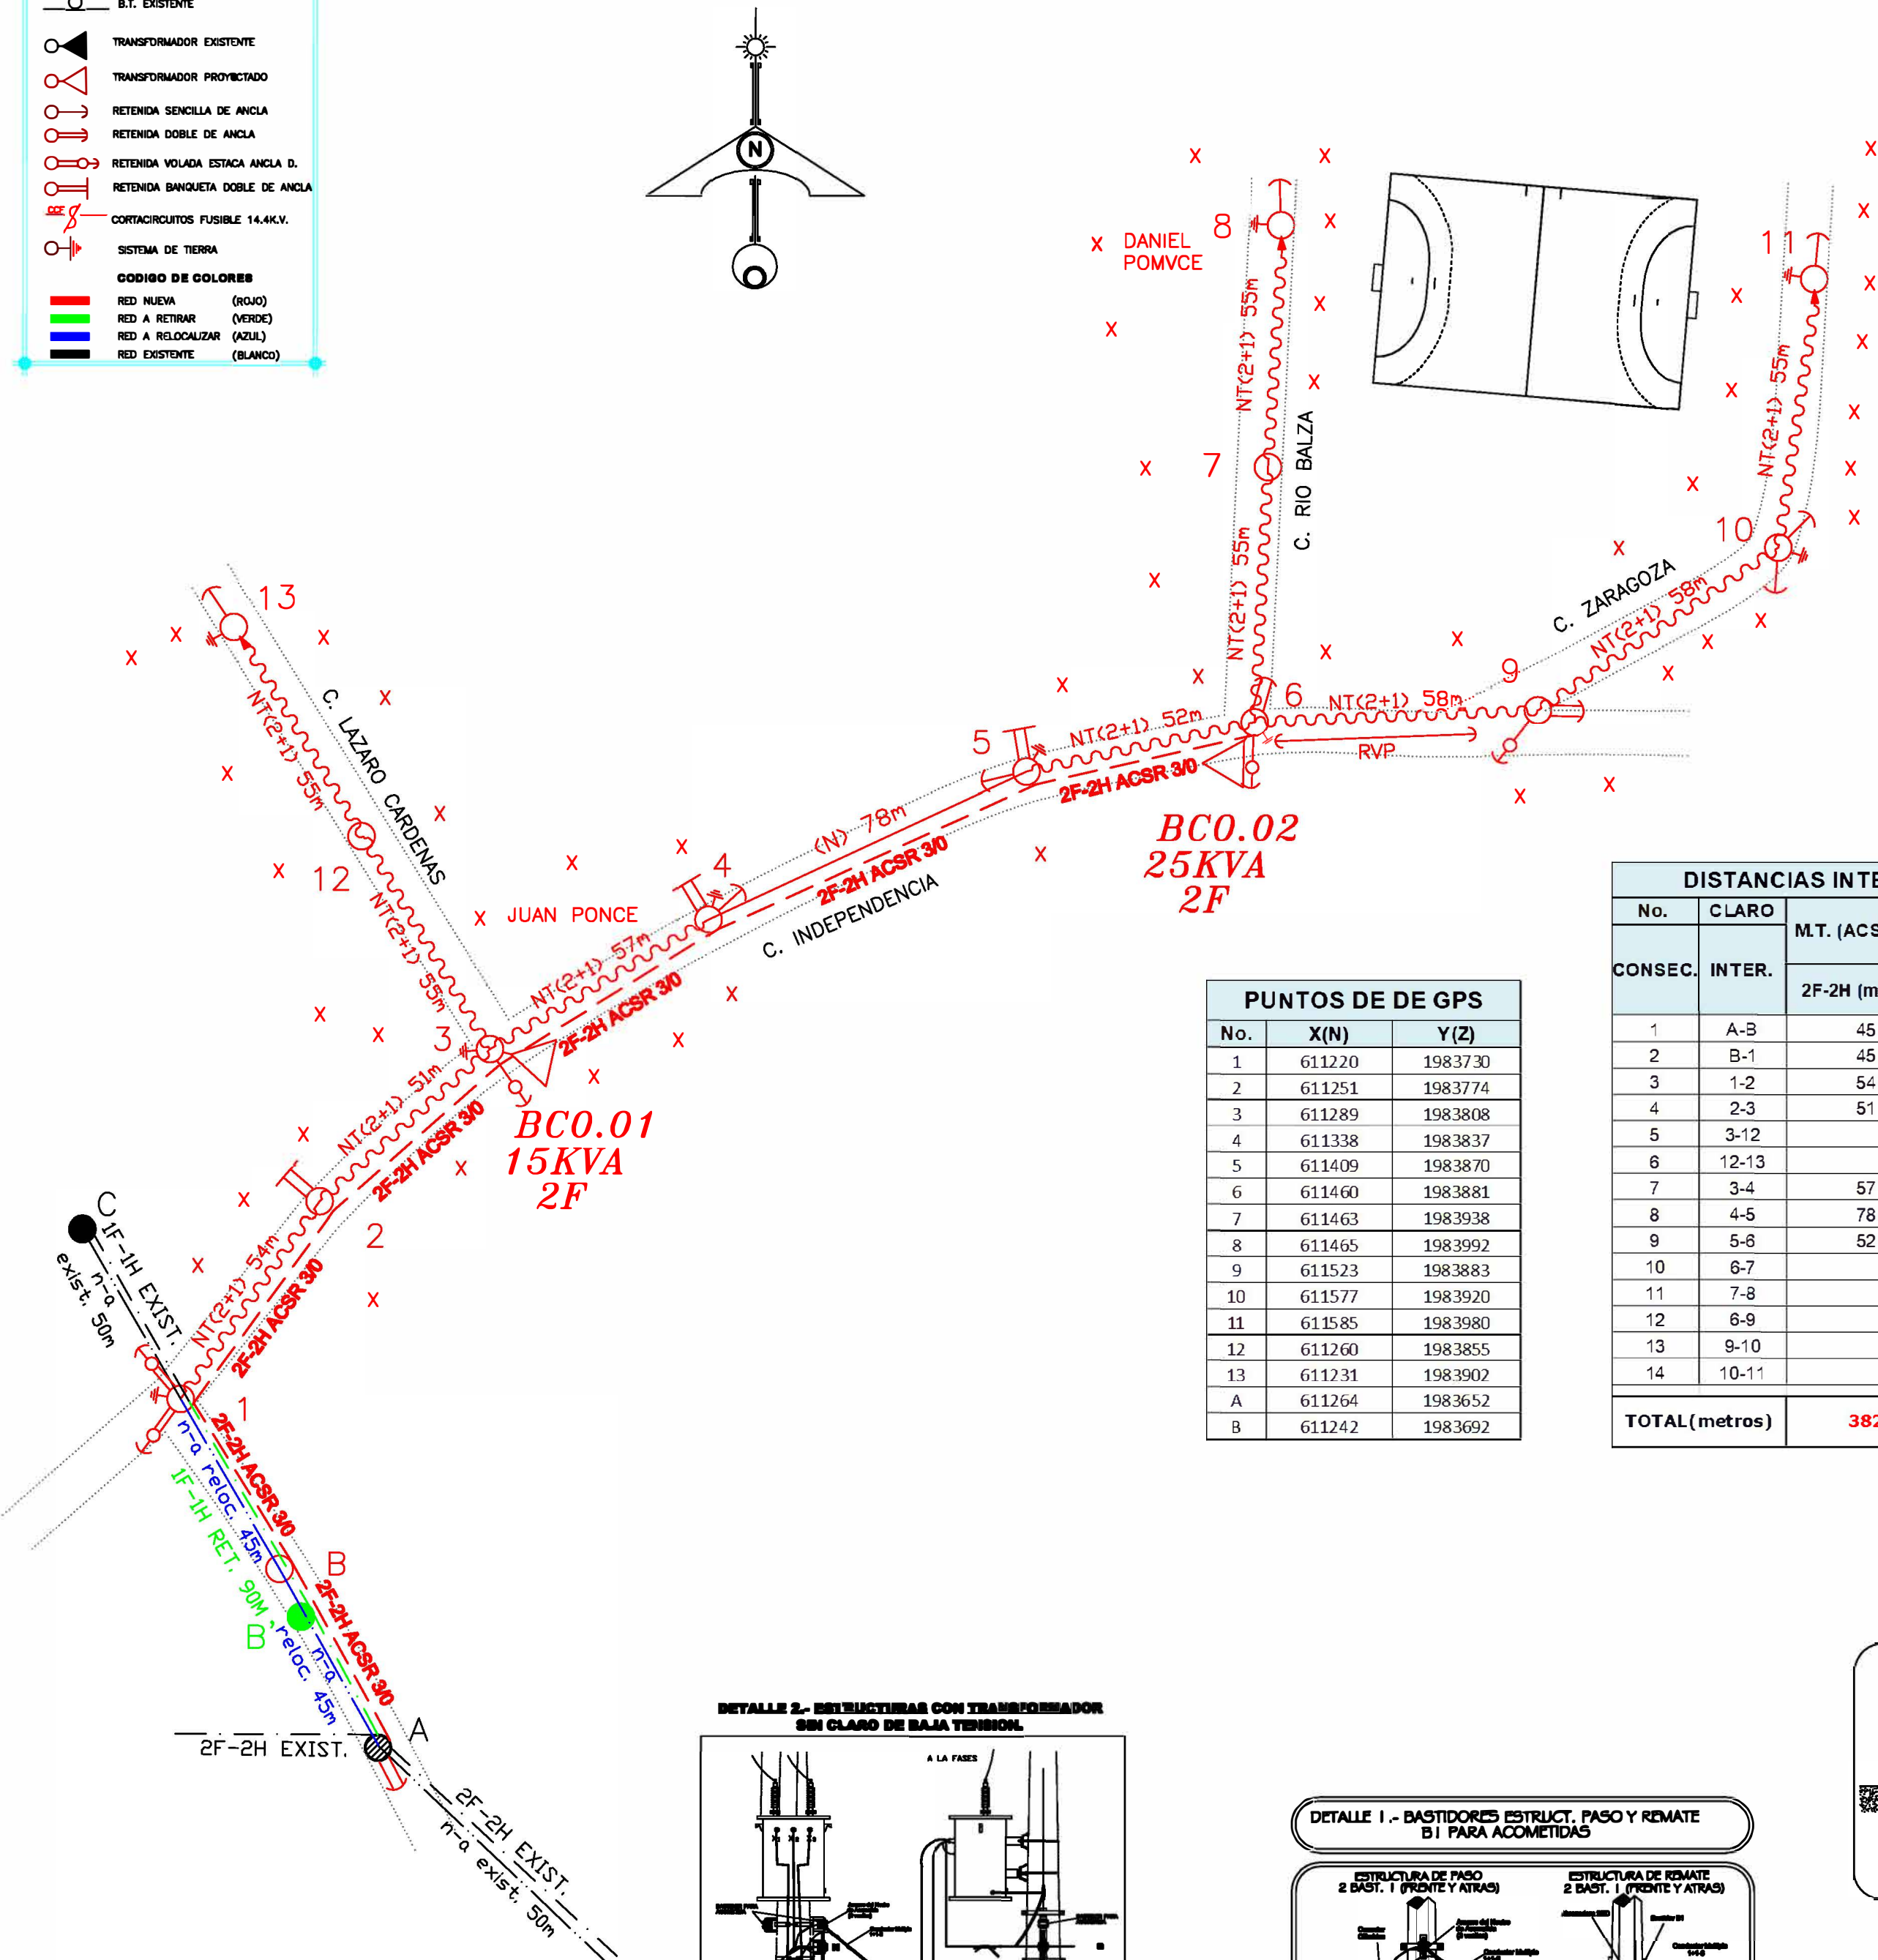 B.T. EXISTENTE
TRANSFORMADOR EXISTENTE
TRANSFORMADOR PROYECTADO
RETENIDA SENCILLA DE ANCLA
RETENIDA DOBLE DE ANCLA
RETENIDA VOLADA ESTACA ANCLA D.
RETENIDA BANQUETA DOBLE DE ANCLA
CCF
CORTACIRCUITOS FUSIBLE 14.4K.V.
SISTEMA DE TIERRA
CODIGO DE COLORES
RED NUEVA (ROJO)
RED A RETIRAR (VERDE)
RED A RELOCALIZAR (AZUL)
RED EXISTENTE (BLANCO)
N
X DANIEL
POMVCE
8
NT(2+1) 55m
7
C. RIO BALZA
NT(2+1) 55m
11
NT(2+1) 55m
10
C. ZARAGOZA
NT(2+1) 58m
9
6
NT(2+1) 58m
RVP
5
NT(2+1) 52m
2F-2H ACSR 3/0
BC0.02
25KVA
2F
13
C. LAZARO CARDENAS
NT(2+1) 55m
12
NT(2+1) 55m
X JUAN PONCE
4
(N) 78m
2F-2H ACSR 3/0
C. INDEPENDENCIA
NT(2+1) 57m
2F-2H ACSR 3/0
3
NT(2+1) 51m
2F-2H ACSR 3/0
BC0.01
15KVA
2F
2
NT(2+1) 54m
2F-2H ACSR 3/0
C
1F-1H EXIST.
n-a
exist. 50m
1
2F-2H ACSR 3/0
n-a reloc. 45m
1F-1H RET. 90M
B
2F-2H ACSR 3/0
B'
n-a
reloc. 45m
A
2F-2H EXIST.
2F-2H EXIST.
n-a exist. 50m
PUNTOS DE DE GPS
No. X(N) Y(Z)
1 611220 1983730
2 611251 1983774
3 611289 1983808
4 611338 1983837
5 611409 1983870
6 611460 1983881
7 611463 1983938
8 611465 1983992
9 611523 1983883
10 611577 1983920
11 611585 1983980
12 611260 1983855
13 611231 1983902
A 611264 1983652
B 611242 1983692
DISTANCIAS INTE
No. CLARO M.T. (ACS
CONSEC. INTER. 2F-2H (m
1 A-B 45
2 B-1 45
3 1-2 54
4 2-3 51
5 3-12
6 12-13
7 3-4 57
8 4-5 78
9 5-6 52
10 6-7
11 7-8
12 6-9
13 9-10
14 10-11
TOTAL(metros) 382
DETALLE 2.- ESTRUCTURAS CON TRANSFORMADOR
SIN CLARO DE BAJA TENSION.
A LA FASES
DETALLE 1.- BASTIDORES ESTRUCT. PASO Y REMATE
B1 PARA ACOMETIDAS
ESTRUCTURA DE PASO
2 BAST. 1 (FRENTE Y ATRAS)
ESTRUCTURA DE REMATE
2 BAST. 1 (FRENTE Y ATRAS)